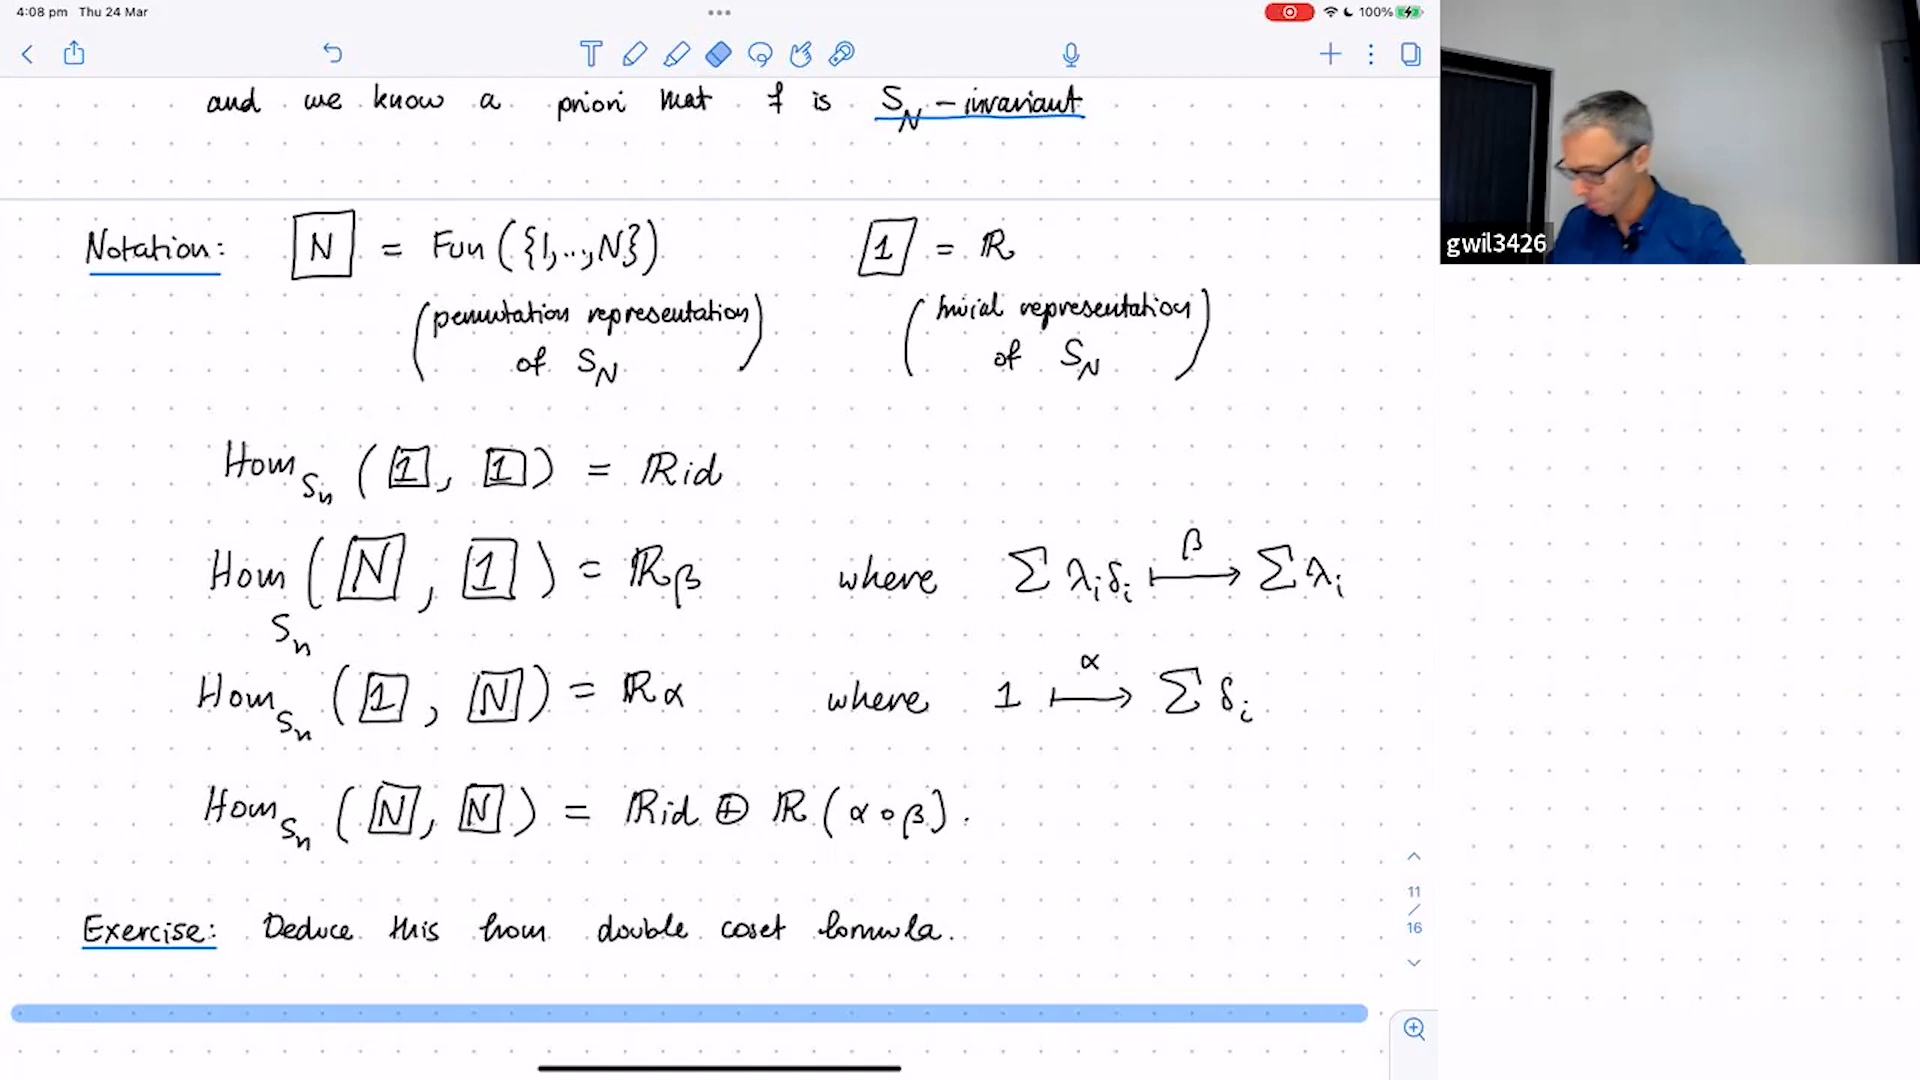 4:08 pm Thu 24 Mar
100%
and we know a priori that f is S_N - invariant
gwil3426
Notation: [N] = Fun ({1,..,N}) [1] = ℝ
(permutation representation of S_N) (trivial representation of S_N)
Hom_{S_n} ([1], [1]) = ℝ id
Hom_{S_n} ([N], [1]) = ℝβ where Σ λ_i δ_i ⟼^β Σ λ_i
Hom_{S_n} ([1], [N]) = ℝα where 1 ⟼^α Σ δ_i
Hom_{S_n} ([N], [N]) = ℝ id ⊕ ℝ (α ∘ β).
Exercise: Deduce this from double coset formula.
11
/
16